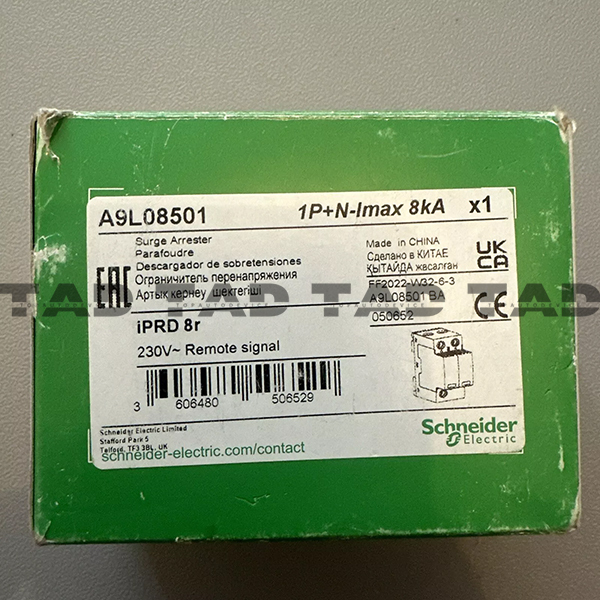 A9L08501 1P+N-Imax 8kA x1
Surge Arrester
Parafoudre
Descargador de sobretensiones
Ограничитель перенапряжения
Артық кернеу шектегіші
Made in CHINA
Сделано в КИТАЕ
ҚЫТАЙДА жасалған
FF2022-W32-6-3
A9L08501 BA
050652
UK
CA
EAC
CE
TAD TAD TAD TAD TAD
TOPAUTODEVICE
iPRD 8r
230V~ Remote signal
3 606480 506529
Schneider Electric Limited
Stafford Park 5
Telford, TF3 3BL, UK
schneider-electric.com/contact
Schneider
Electric